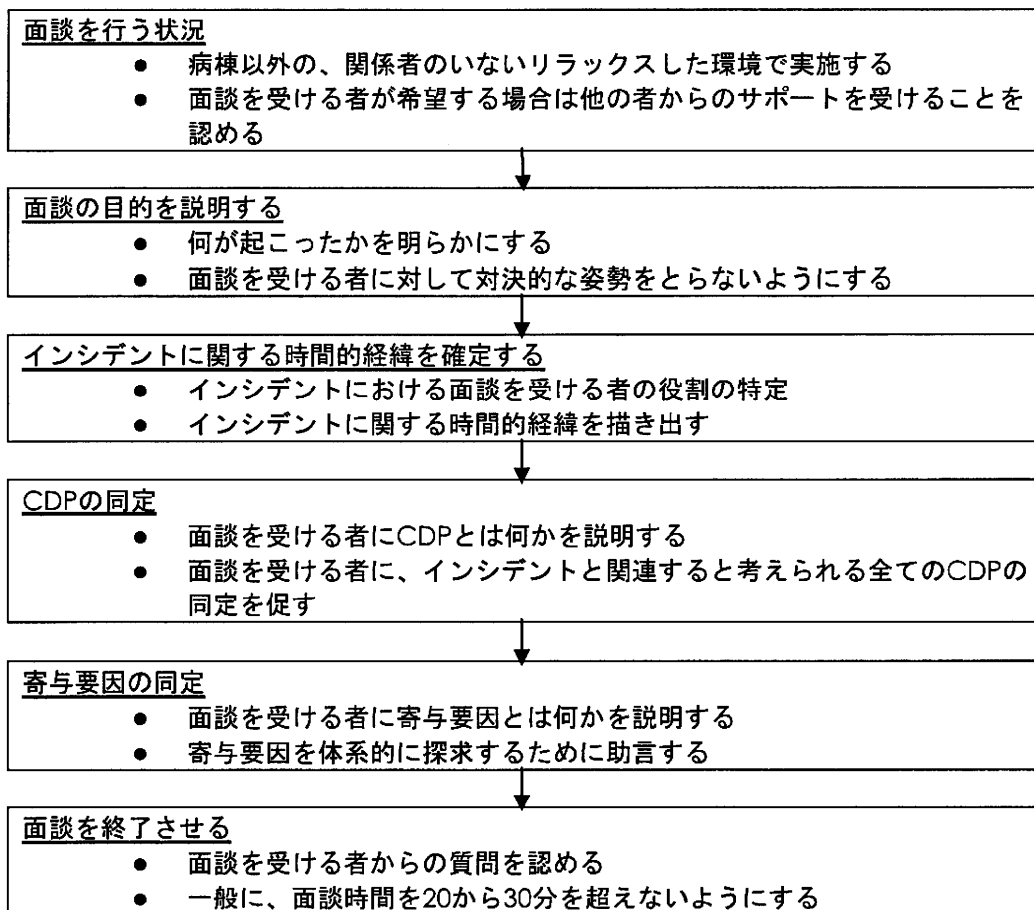 面談を行う状況
● 病棟以外の、関係者のいないリラックスした環境で実施する
● 面談を受ける者が希望する場合は他の者からのサポートを受けることを
認める
面談の目的を説明する
● 何が起こったかを明らかにする
● 面談を受ける者に対して対決的な姿勢をとらないようにする
インシデントに関する時間的経緯を確定する
● インシデントにおける面談を受ける者の役割の特定
● インシデントに関する時間的経緯を描き出す
CDPの同定
● 面談を受ける者にCDPとは何かを説明する
● 面談を受ける者に、インシデントと関連すると考えられる全てのCDPの
同定を促す
寄与要因の同定
● 面談を受ける者に寄与要因とは何かを説明する
● 寄与要因を体系的に探求するために助言する
面談を終了させる
● 面談を受ける者からの質問を認める
● 一般に、面談時間を20から30分を超えないようにする